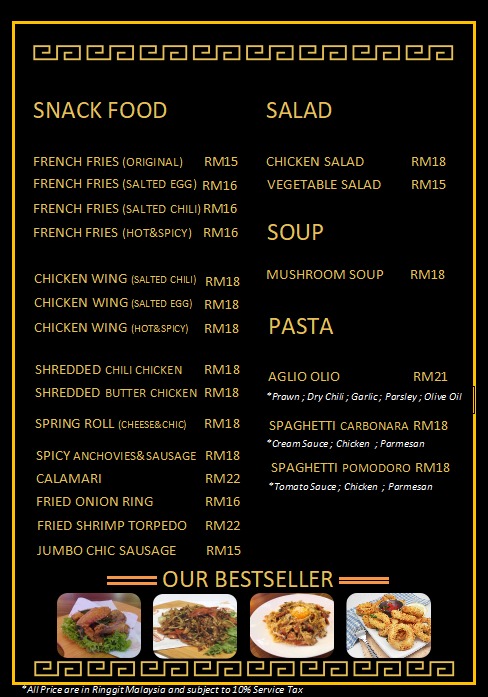 SNACK FOOD
FRENCH FRIES (ORIGINAL) RM15
FRENCH FRIES (SALTED EGG) RM16
FRENCH FRIES (SALTED CHILI) RM16
FRENCH FRIES (HOT&SPICY) RM16
CHICKEN WING (SALTED CHILI) RM18
CHICKEN WING (SALTED EGG) RM18
CHICKEN WING (HOT&SPICY) RM18
SHREDDED CHILI CHICKEN RM18
SHREDDED BUTTER CHICKEN RM18
SPRING ROLL (CHEESE&CHIC) RM18
SPICY ANCHOVIES&SAUSAGE RM18
CALAMARI RM22
FRIED ONION RING RM16
FRIED SHRIMP TORPEDO RM22
JUMBO CHIC SAUSAGE RM15
SALAD
CHICKEN SALAD RM18
VEGETABLE SALAD RM15
SOUP
MUSHROOM SOUP RM18
PASTA
AGLIO OLIO RM21
*Prawn ; Dry Chili ; Garlic ; Parsley ; Olive Oil
SPAGHETTI CARBONARA RM18
*Cream Sauce ; Chicken ; Parmesan
SPAGHETTI POMODORO RM18
*Tomato Sauce ; Chicken ; Parmesan
OUR BESTSELLER
*All Price are in Ringgit Malaysia and subject to 10% Service Tax